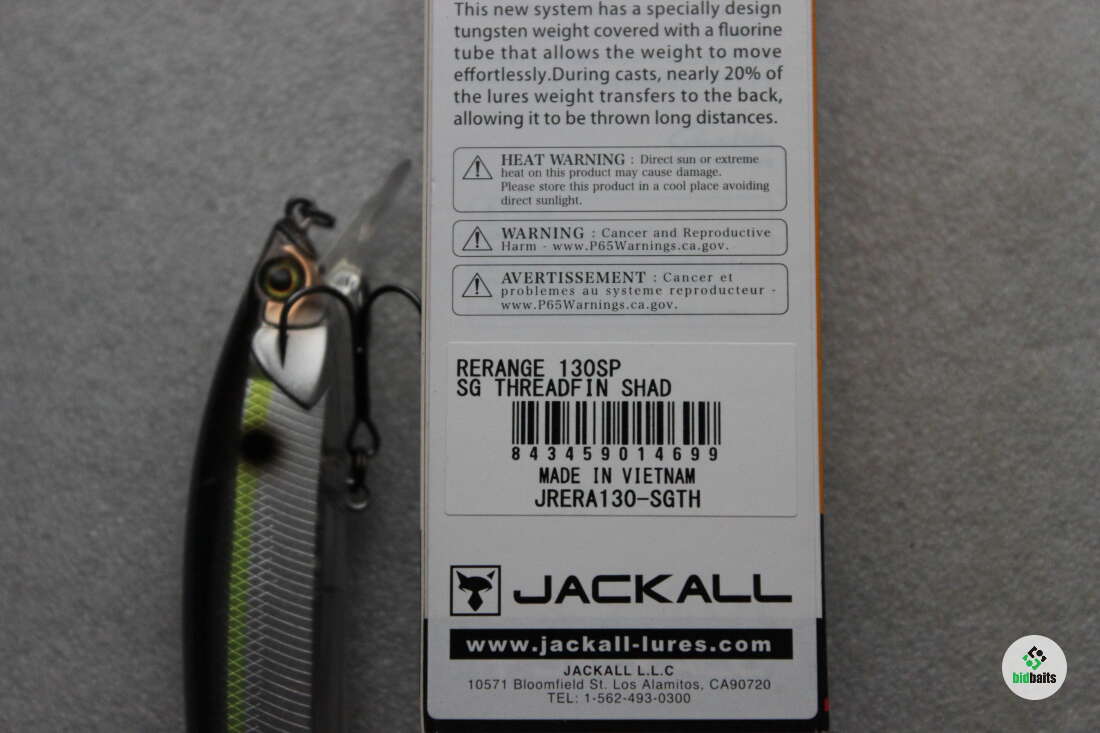 This new system has a specially design
tungsten weight covered with a fluorine
tube that allows the weight to move
effortlessly.During casts, nearly 20% of
the lures weight transfers to the back,
allowing it to be thrown long distances.
HEAT WARNING : Direct sun or extreme
heat on this product may cause damage.
Please store this product in a cool place avoiding
direct sunlight.
WARNING : Cancer and Reproductive
Harm - www.P65Warnings.ca.gov.
AVERTISSEMENT : Cancer et
problemes au systeme reproducteur -
www.P65Warnings.ca.gov.
RERANGE 130SP
SG THREADFIN SHAD
843459014699
MADE IN VIETNAM
JRERA130-SGTH
JACKALL
www.jackall-lures.com
JACKALL L.L.C
10571 Bloomfield St. Los Alamitos, CA90720
TEL: 1-562-493-0300
bidbaits